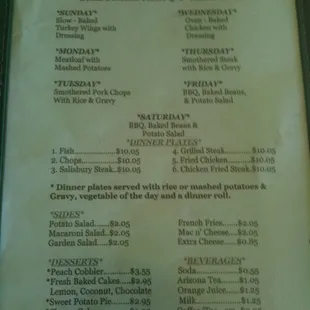 *SUNDAY*
Slow - Baked
Turkey Wings with
Dressing
*WEDNESDAY*
Oven - Baked
Chicken with
Dressing
*MONDAY*
Meatloaf with
Mashed Potatoes
*THURSDAY*
Smothered Steak
with Rice & Gravy
*TUESDAY*
Smothered Pork Chops
With Rice & Gravy
*FRIDAY*
BBQ, Baked Beans,
& Potato Salad
*SATURDAY*
BBQ, Baked Beans &
Potato Salad
*DINNER PLATES*
1. Fish..............$10.05
2. Chops............$10.05
3. Salisbury Steak..$10.05
4. Grilled Steak..........$10.05
5. Fried Chicken.........$10.05
6. Chicken Fried Steak..$10.05
* Dinner plates served with rice or mashed potatoes &
Gravy, vegetable of the day and a dinner roll.
*SIDES*
Potato Salad......$2.05
Macaroni Salad..$2.05
Garden Salad.....$2.05
French Fries......$2.05
Mac n' Cheese....$2.05
Extra Cheese.....$0.85
*DESSERTS*
*Peach Cobbler............$3.55
*Fresh Baked Cakes......$2.95
Lemon, Coconut, Chocolate
*Sweet Potato Pie.........$2.95
*BEVERAGES*
Soda................$0.55
Arizona Tea........$1.05
Orange Juice......$1.25
Milk.................$1.25